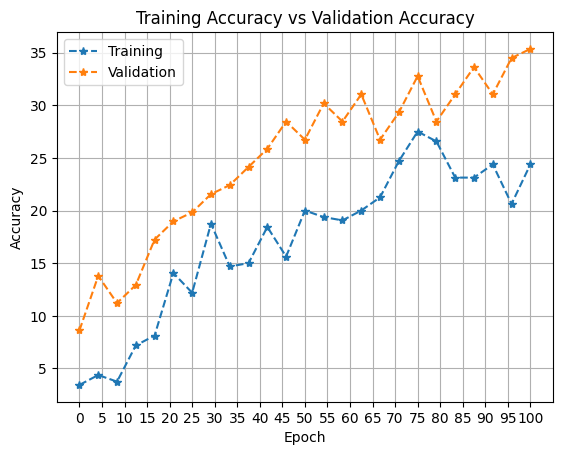 Training Accuracy vs Validation Accuracy
Training
Validation
35
30
25
20
15
10
5
Accuracy
0 5 10 15 20 25 30 35 40 45 50 55 60 65 70 75 80 85 90 95 100
Epoch